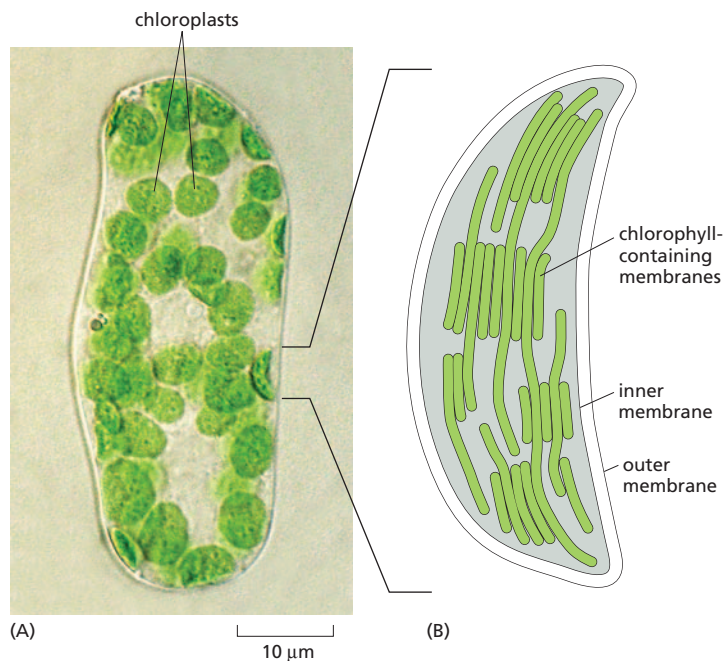 chloroplasts
chlorophyll-
containing
membranes
inner
membrane
outer
membrane
(A)
10 μm
(B)